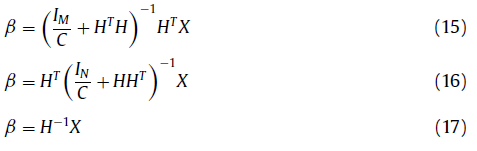 β = (I_M/C + H^T H)^{-1} H^T X (15)
β = H^T (I_N/C + HH^T)^{-1} X (16)
β = H^{-1} X (17)